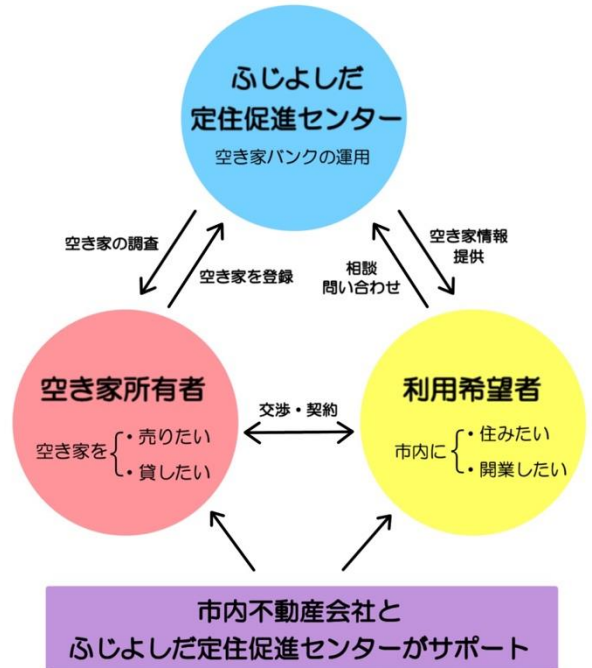 ふじよしだ
定住促進センター
空き家バンクの運用
空き家の調査
空き家を登録
相談
問い合わせ
空き家情報
提供
空き家所有者
空き家を
・売りたい
・貸したい
交渉・契約
利用希望者
市内に
・住みたい
・開業したい
市内不動産会社と
ふじよしだ定住促進センターがサポート